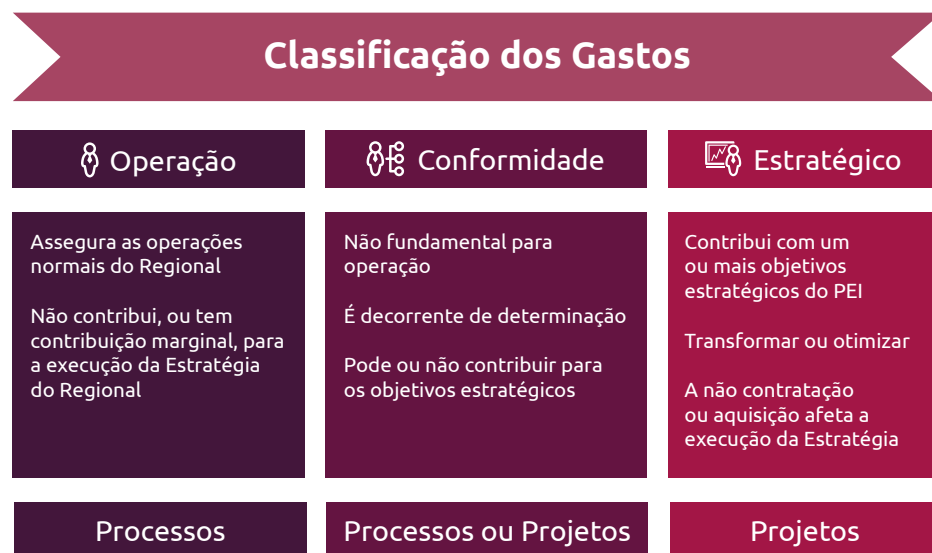 Classificação dos Gastos
Operação
Assegura as operações
normais do Regional
Não contribui, ou tem
contribuição marginal, para
a execução da Estratégia
do Regional
Processos
Conformidade
Não fundamental para
operação
É decorrente de determinação
Pode ou não contribuir para
os objetivos estratégicos
Processos ou Projetos
Estratégico
Contribui com um
ou mais objetivos
estratégicos do PEI
Transformar ou otimizar
A não contratação
ou aquisição afeta a
execução da Estratégia
Projetos